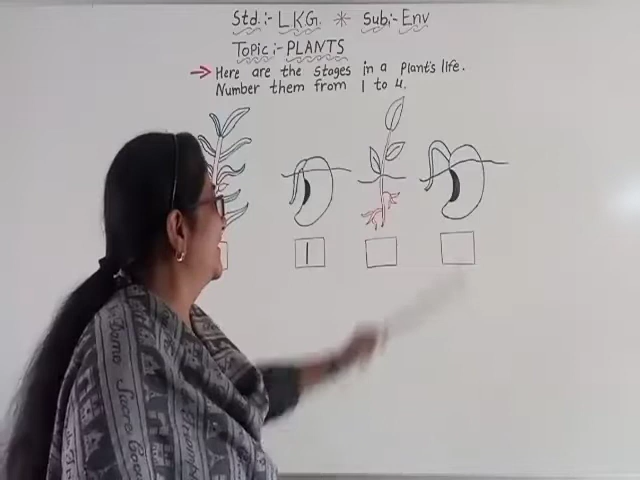 Std.:- LKG. ✳ Sub:- Env
Topic:- PLANTS
→ Here are the stages in a plant's life.
Number them from 1 to 4.
1